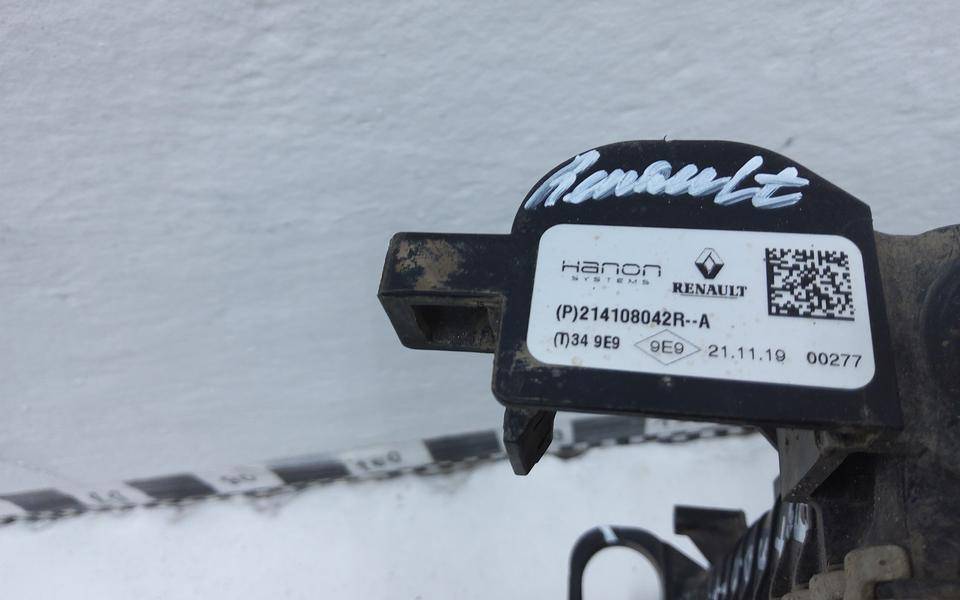 Renault
Hanon
SYSTEMS
RENAULT
(P)214108042R--A
(T)34 9E9 9E9 21.11.19 00277